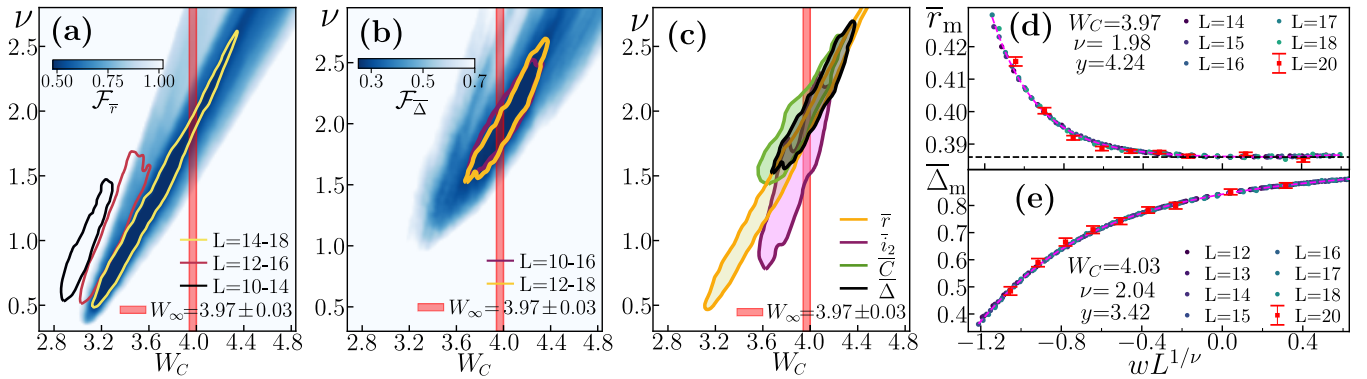 (a)
ν
2.5
2.0
1.5
1.0
0.5
0.50 0.75 1.00
ℱ_r̅
L=14-18
L=12-16
L=10-14
W_∞=3.97±0.03
2.8 3.2 3.6 4.0 4.4 4.8
W_C
(b)
ν
2.5
2.0
1.5
1.0
0.5
0.3 0.5 0.7
ℱ_Δ̅
L=10-16
L=12-18
W_∞=3.97±0.03
2.8 3.2 3.6 4.0 4.4 4.8
W_C
(c)
ν
2.5
2.0
1.5
1.0
0.5
r̅
i̅₂
C̅
Δ̅
W_∞=3.97±0.03
2.8 3.2 3.6 4.0 4.4 4.8
W_C
r̅_m
(d)
0.42
0.41
0.40
0.39
W_C=3.97
ν= 1.98
y=4.24
L=14
L=15
L=16
L=17
L=18
L=20
Δ̅_m
(e)
0.8
0.7
0.6
0.5
0.4
W_C=4.03
ν= 2.04
y=3.42
L=12
L=13
L=14
L=15
L=16
L=17
L=18
L=20
−1.2 −0.8 −0.4 0.0 0.4
wL^{1/ν}